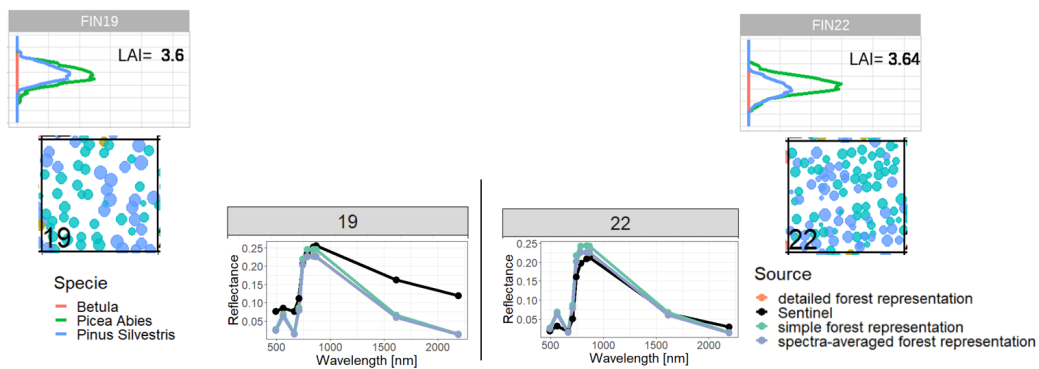 FIN19
LAI= 3.6
FIN22
LAI= 3.64
19
22
19
0.25
0.20
0.15
0.10
0.05
Reflectance
500
1000
1500
2000
Wavelength [nm]
22
0.25
0.20
0.15
0.10
0.05
Reflectance
500
1000
1500
2000
Wavelength [nm]
Specie
Betula
Picea Abies
Pinus Silvestris
Source
detailed forest representation
Sentinel
simple forest representation
spectra-averaged forest representation